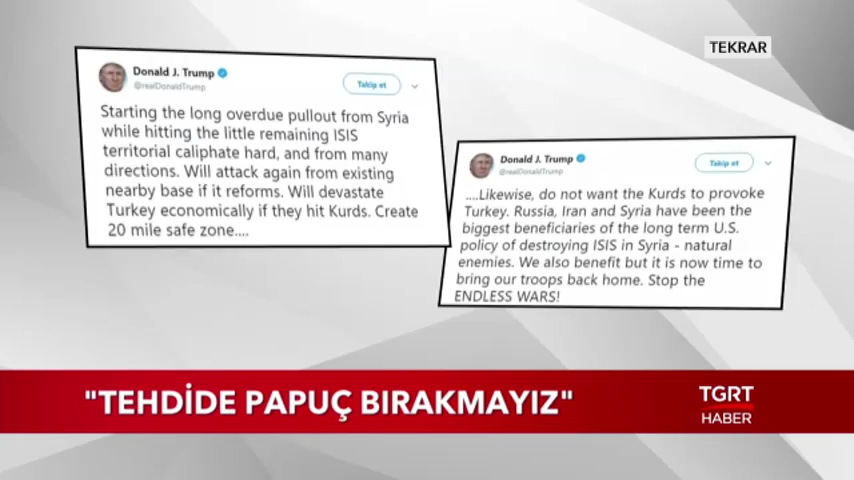 TEKRAR
Donald J. Trump
@realDonaldTrump
Takip et
Starting the long overdue pullout from Syria
while hitting the little remaining ISIS
territorial caliphate hard, and from many
directions. Will attack again from existing
nearby base if it reforms. Will devastate
Turkey economically if they hit Kurds. Create
20 mile safe zone....
Donald J. Trump
@realDonaldTrump
Takip et
....Likewise, do not want the Kurds to provoke
Turkey. Russia, Iran and Syria have been the
biggest beneficiaries of the long term U.S.
policy of destroying ISIS in Syria - natural
enemies. We also benefit but it is now time to
bring our troops back home. Stop the
ENDLESS WARS!
"TEHDİDE PAPUÇ BIRAKMAYIZ"
TGRT
HABER